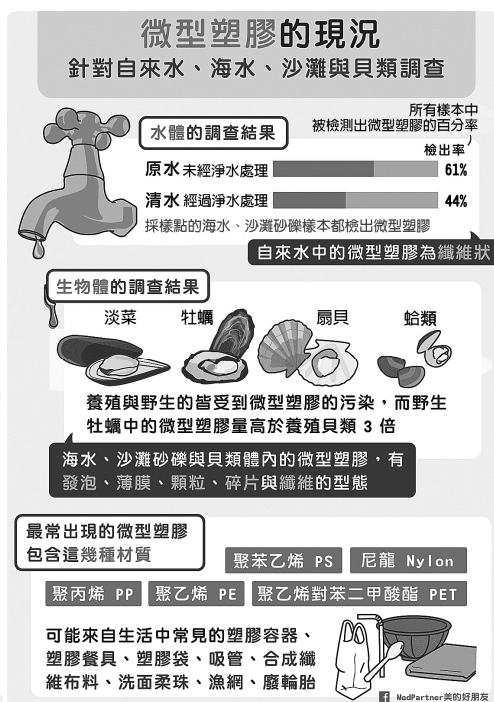 微型塑膠的現況
針對自來水、海水、沙灘與貝類調查
所有樣本中
被檢測出微型塑膠的百分率
水體的調查結果
檢出率
原水 未經淨水處理 61%
清水 經過淨水處理 44%
採樣點的海水、沙灘砂礫樣本都檢出微型塑膠
自來水中的微型塑膠為纖維狀
生物體的調查結果
淡菜 牡蠣 扇貝 蛤類
養殖與野生的皆受到微型塑膠的污染，而野生
牡蠣中的微型塑膠量高於養殖貝類 3 倍
海水、沙灘砂礫與貝類體內的微型塑膠，有
發泡、薄膜、顆粒、碎片與纖維的型態
最常出現的微型塑膠
包含這幾種材質
聚苯乙烯 PS 尼龍 Nylon
聚丙烯 PP 聚乙烯 PE 聚乙烯對苯二甲酸酯 PET
可能來自生活中常見的塑膠容器、
塑膠餐具、塑膠袋、吸管、合成纖
維布料、洗面柔珠、漁網、廢輪胎
MedPartner美的好朋友